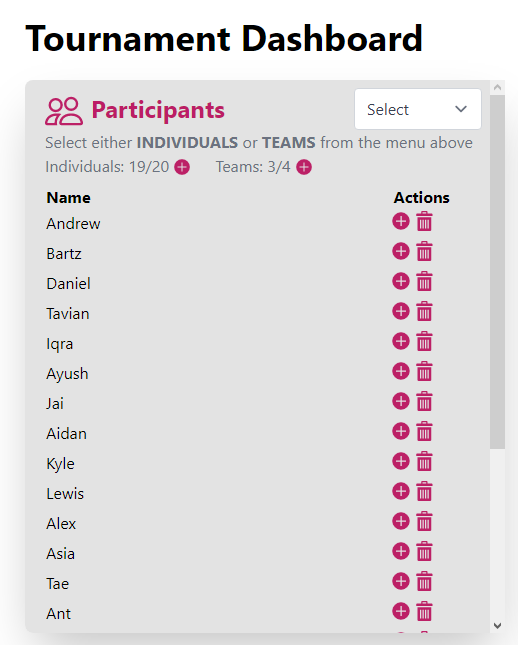 Tournament Dashboard
Participants
Select
Select either INDIVIDUALS or TEAMS from the menu above
Individuals: 19/20 Teams: 3/4
Name Actions
Andrew
Bartz
Daniel
Tavian
Iqra
Ayush
Jai
Aidan
Kyle
Lewis
Alex
Asia
Tae
Ant